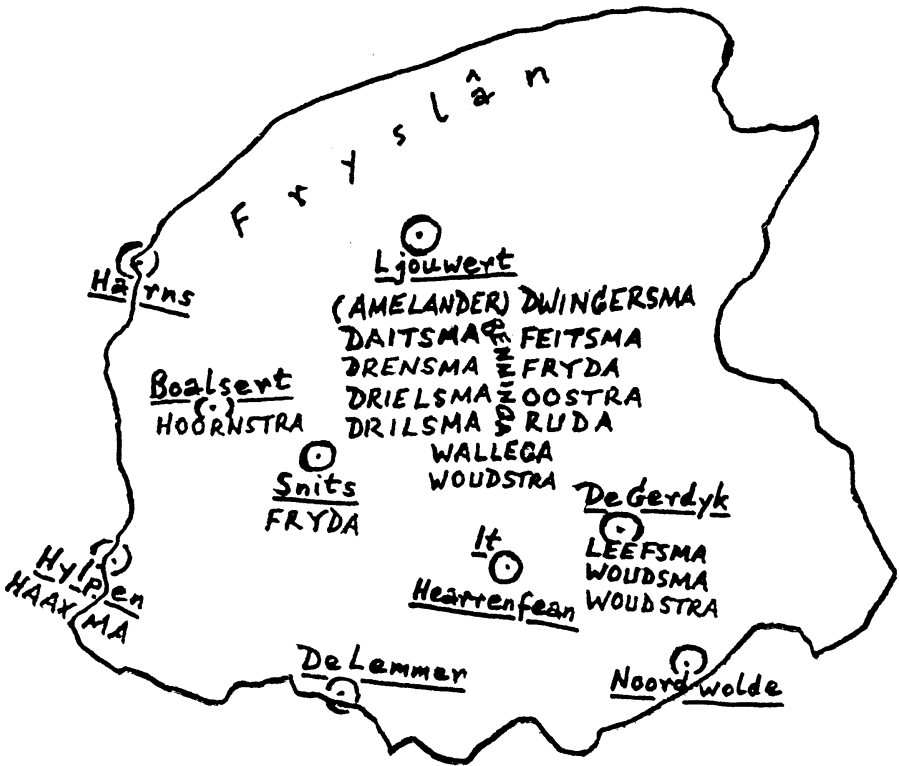 Fryslân
Ljouwert
(AMELANDER) DWINGERSMA
DAITSMA FEITSMA
DRENSMA FRYDA
DRIELSMA OOSTRA
DRILSMA RUDA
BENNINGA
WALLEGA
WOUDSTRA
Harns
Boalsert
HOORNSTRA
Snits
FRYDA
De Gerdyk
LEEFSMA
WOUDSMA
WOUDSTRA
It
Hearrenfean
Hylpen
HAAXMA
De Lemmer
Noordwolde